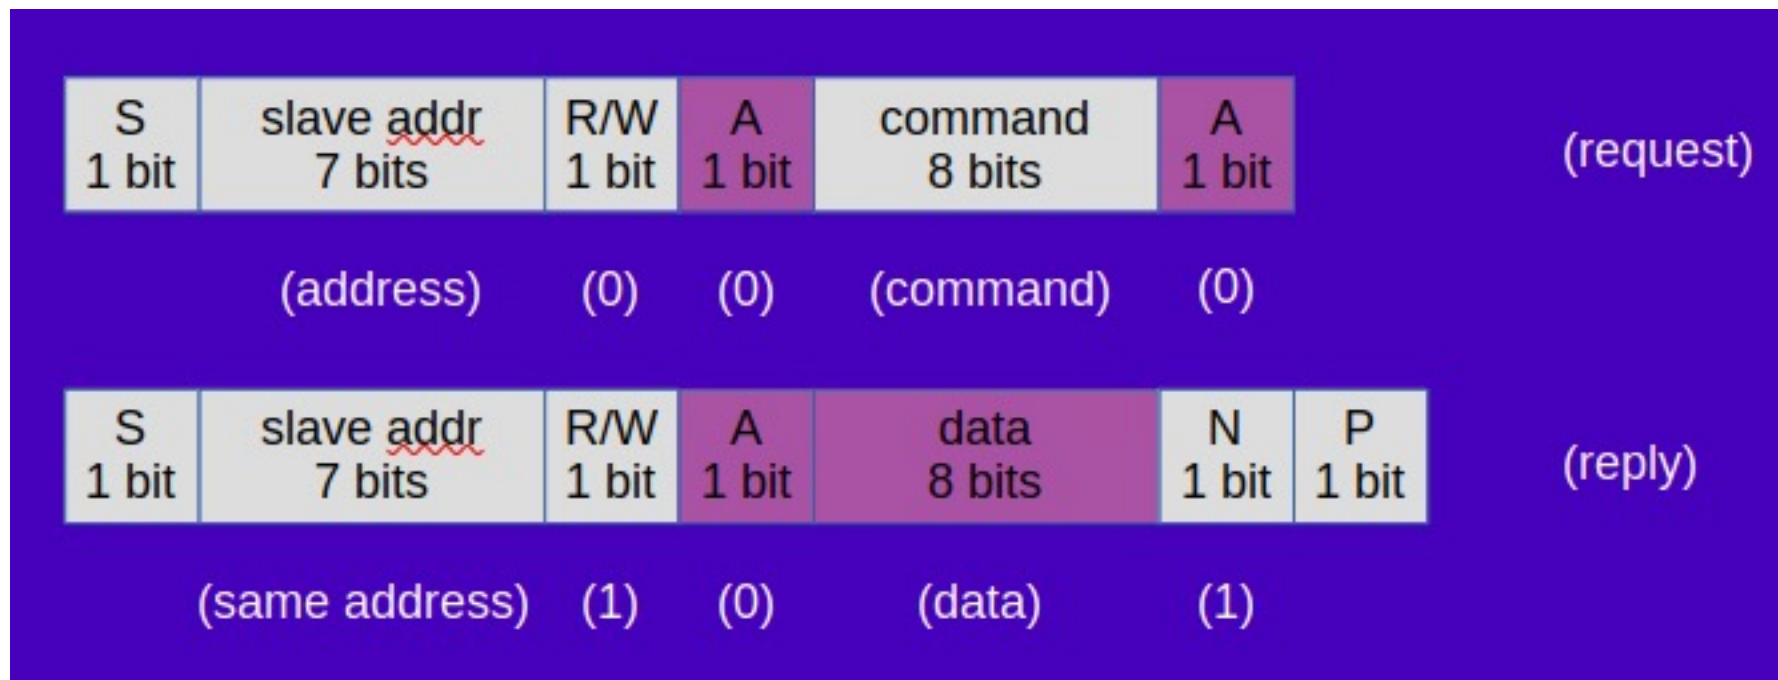 S slave addr R/W A command A
1 bit 7 bits 1 bit 1 bit 8 bits 1 bit
(request)
(address) (0) (0) (command) (0)
S slave addr R/W A data N P
1 bit 7 bits 1 bit 1 bit 8 bits 1 bit 1 bit
(reply)
(same address) (1) (0) (data) (1)